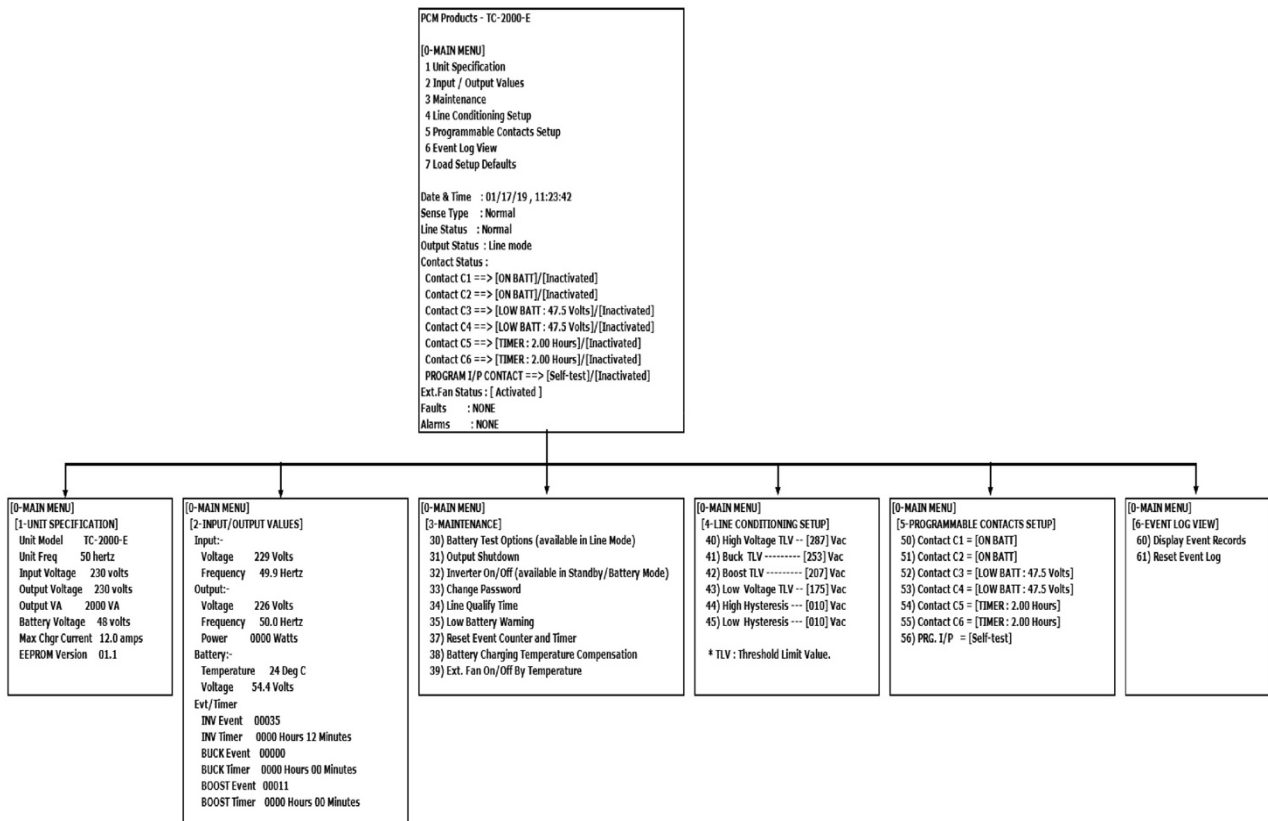 PCM Products - TC-2000-E
[0-MAIN MENU]
1 Unit Specification
2 Input / Output Values
3 Maintenance
4 Line Conditioning Setup
5 Programmable Contacts Setup
6 Event Log View
7 Load Setup Defaults
Date & Time : 01/17/19 , 11:23:42
Sense Type : Normal
Line Status : Normal
Output Status : Line mode
Contact Status :
Contact C1 ==> [ON BATT]/[Inactivated]
Contact C2 ==> [ON BATT]/[Inactivated]
Contact C3 ==> [LOW BATT : 47.5 Volts]/[Inactivated]
Contact C4 ==> [LOW BATT : 47.5 Volts]/[Inactivated]
Contact C5 ==> [TIMER : 2.00 Hours]/[Inactivated]
Contact C6 ==> [TIMER : 2.00 Hours]/[Inactivated]
PROGRAM I/P CONTACT ==> [Self-test]/[Inactivated]
Ext.Fan Status : [ Activated ]
Faults : NONE
Alarms : NONE
[0-MAIN MENU]
[1-UNIT SPECIFICATION]
Unit Model TC-2000-E
Unit Freq 50 hertz
Input Voltage 230 volts
Output Voltage 230 volts
Output VA 2000 VA
Battery Voltage 48 volts
Max Chgr Current 12.0 amps
EEPROM Version 01.1
[0-MAIN MENU]
[2-INPUT/OUTPUT VALUES]
Input:-
Voltage 229 Volts
Frequency 49.9 Hertz
Output:-
Voltage 226 Volts
Frequency 50.0 Hertz
Power 0000 Watts
Battery:-
Temperature 24 Deg C
Voltage 54.4 Volts
Evt/Timer
INV Event 00035
INV Timer 0000 Hours 12 Minutes
BUCK Event 00000
BUCK Timer 0000 Hours 00 Minutes
BOOST Event 00011
BOOST Timer 0000 Hours 00 Minutes
[0-MAIN MENU]
[3-MAINTENANCE]
30) Battery Test Options (available in Line Mode)
31) Output Shutdown
32) Inverter On/Off (available in Standby/Battery Mode)
33) Change Password
34) Line Qualify Time
35) Low Battery Warning
37) Reset Event Counter and Timer
38) Battery Charging Temperature Compensation
39) Ext. Fan On/Off By Temperature
[0-MAIN MENU]
[4-LINE CONDITIONING SETUP]
40) High Voltage TLV -- [287] Vac
41) Buck TLV --------- [253] Vac
42) Boost TLV --------- [207] Vac
43) Low Voltage TLV -- [175] Vac
44) High Hysteresis --- [010] Vac
45) Low Hysteresis --- [010] Vac
* TLV : Threshold Limit Value.
[0-MAIN MENU]
[5-PROGRAMMABLE CONTACTS SETUP]
50) Contact C1 = [ON BATT]
51) Contact C2 = [ON BATT]
52) Contact C3 = [LOW BATT : 47.5 Volts]
53) Contact C4 = [LOW BATT : 47.5 Volts]
54) Contact C5 = [TIMER : 2.00 Hours]
55) Contact C6 = [TIMER : 2.00 Hours]
56) PRG. I/P = [Self-test]
[0-MAIN MENU]
[6-EVENT LOG VIEW]
60) Display Event Records
61) Reset Event Log